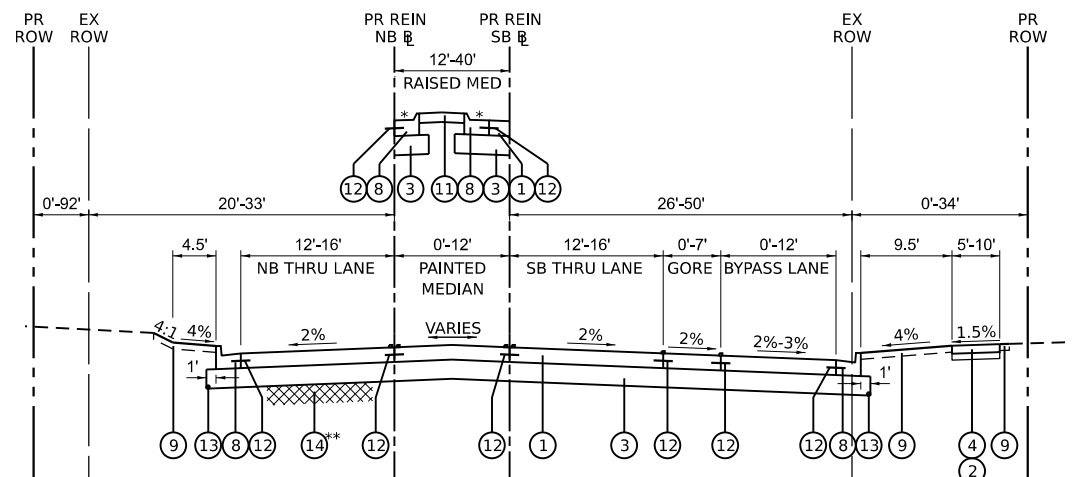 PR ROW
EX ROW
PR REIN NB BL
PR REIN SB BL
EX ROW
PR ROW
12'-40'
RAISED MED
* *
12 8 3 11 8 3 1 12
0'-92' 20'-33' 26'-50' 0'-34'
4.5' 12'-16' 0'-12' 12'-16' 0'-7' 0'-12' 9.5' 5'-10'
NB THRU LANE PAINTED MEDIAN SB THRU LANE GORE BYPASS LANE
4:1 4% 2% VARIES 2% 2% 2%-3% 4% 1.5%
1' 1'
9 13 8 12 14** 12 12 1 3 12 12 12 8 13 9 4 9
2